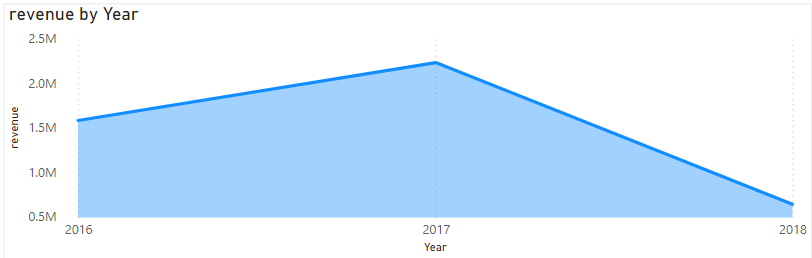 revenue by Year
2.5M
2.0M
1.5M
1.0M
0.5M
revenue
2016 2017 2018
Year